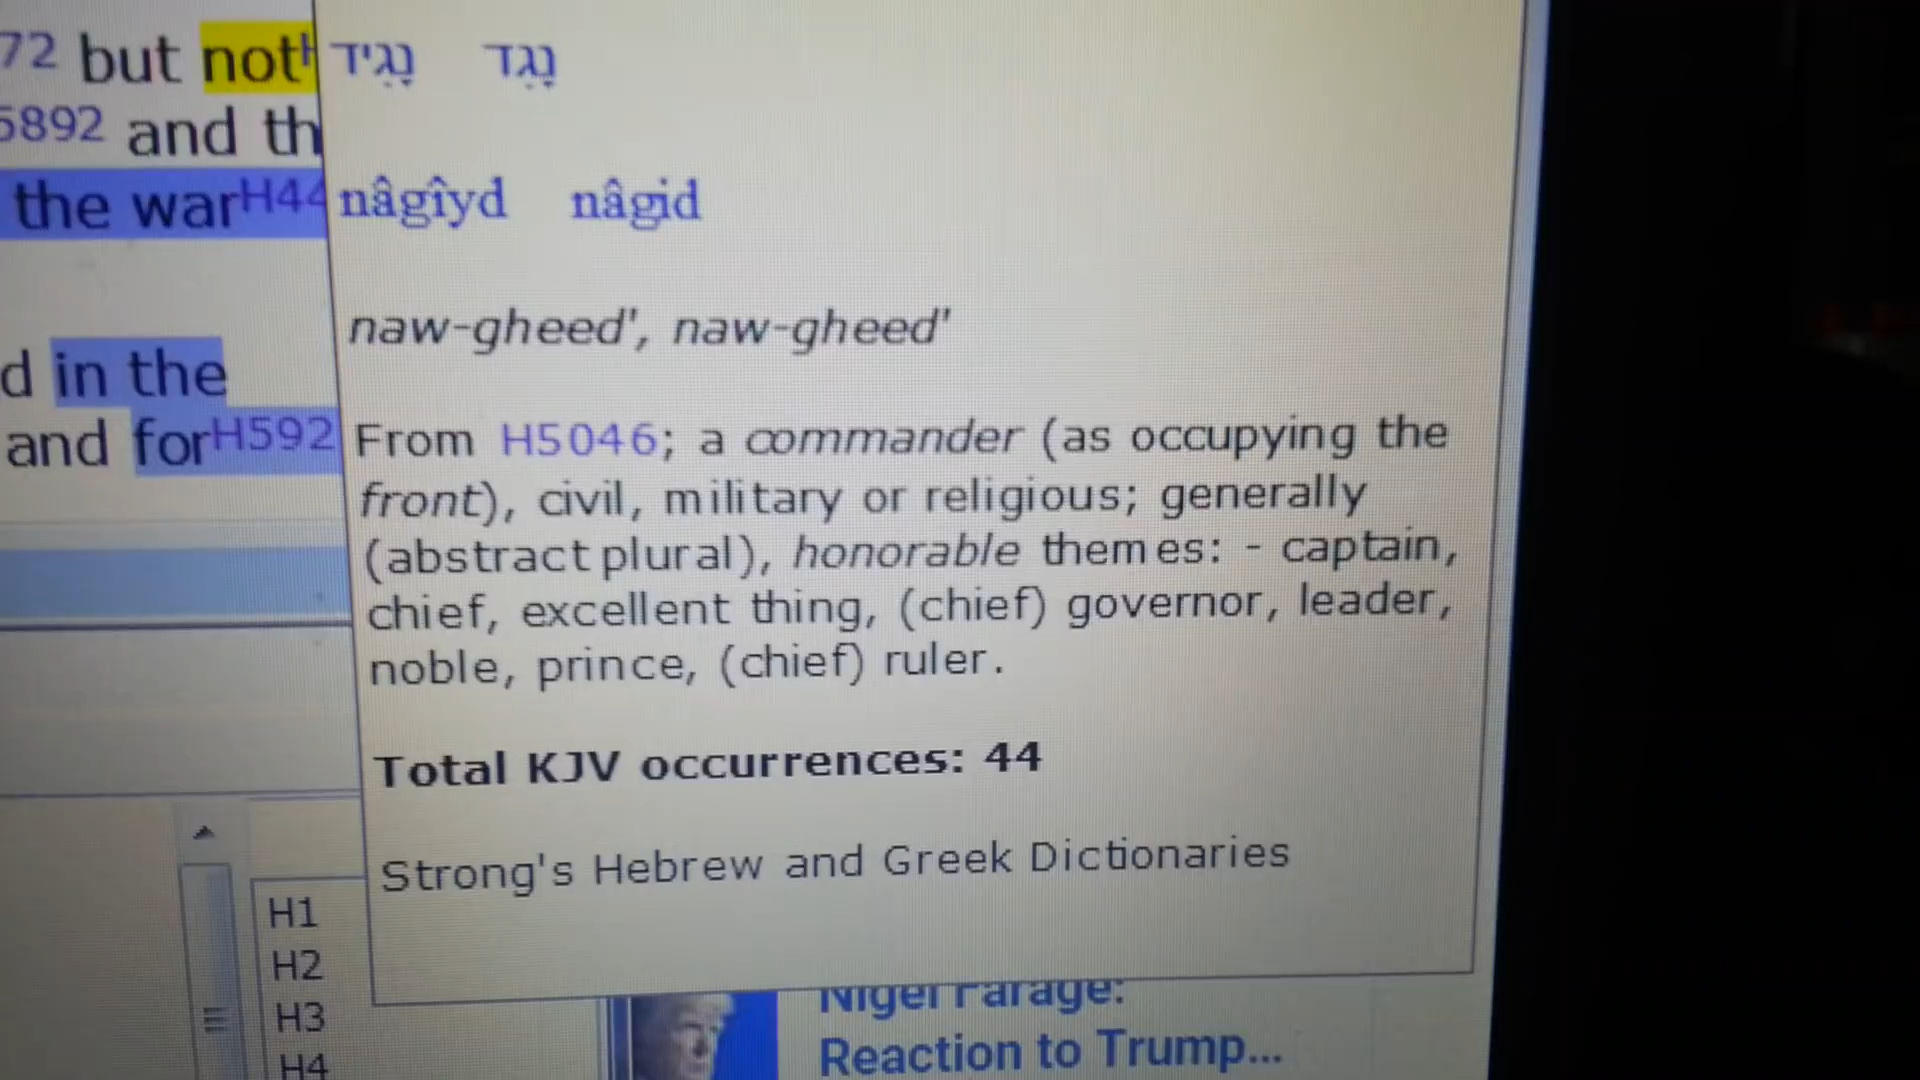 72 but not
נָגִיד נָגִד
5892 and th
the warH44
nâgîyd nâgid
naw-gheed', naw-gheed'
d in the
and forH592
From H5046; a commander (as occupying the
front), civil, military or religious; generally
(abstract plural), honorable themes: - captain,
chief, excellent thing, (chief) governor, leader,
noble, prince, (chief) ruler.
Total KJV occurrences: 44
Strong's Hebrew and Greek Dictionaries
H1
H2
H3
H4
Nigel Farage:
Reaction to Trump...